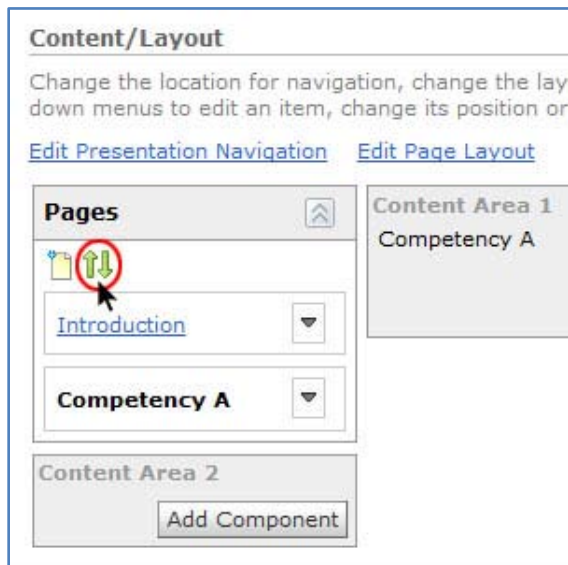 Content/Layout
Change the location for navigation, change the lay
down menus to edit an item, change its position or
Edit Presentation Navigation Edit Page Layout
Pages
Introduction
Competency A
Content Area 1
Competency A
Content Area 2
Add Component